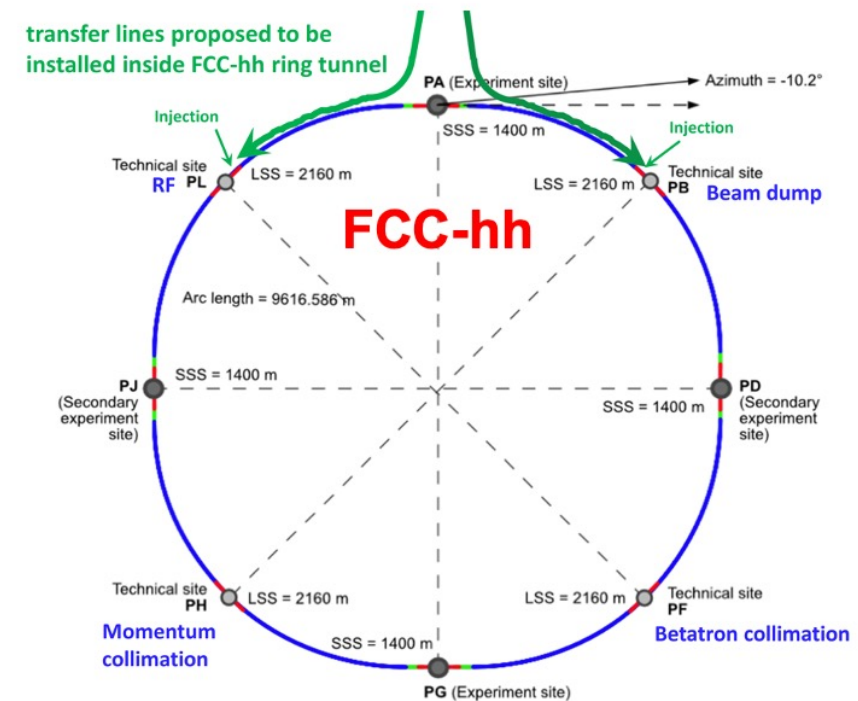 transfer lines proposed to be
installed inside FCC-hh ring tunnel
PA (Experiment site)
Azimuth = -10.2°
Injection
SSS = 1400 m
Injection
Technical site
RF PL
LSS = 2160 m
LSS = 2160 m
Technical site
PB
Beam dump
FCC-hh
Arc length = 9616.586 m
PJ
(Secondary
experiment
site)
SSS = 1400 m
SSS = 1400 m
PD
(Secondary
experiment
site)
Technical site
PH
LSS = 2160 m
Momentum
collimation
LSS = 2160 m
Technical site
PF
Betatron collimation
SSS = 1400 m
PG (Experiment site)